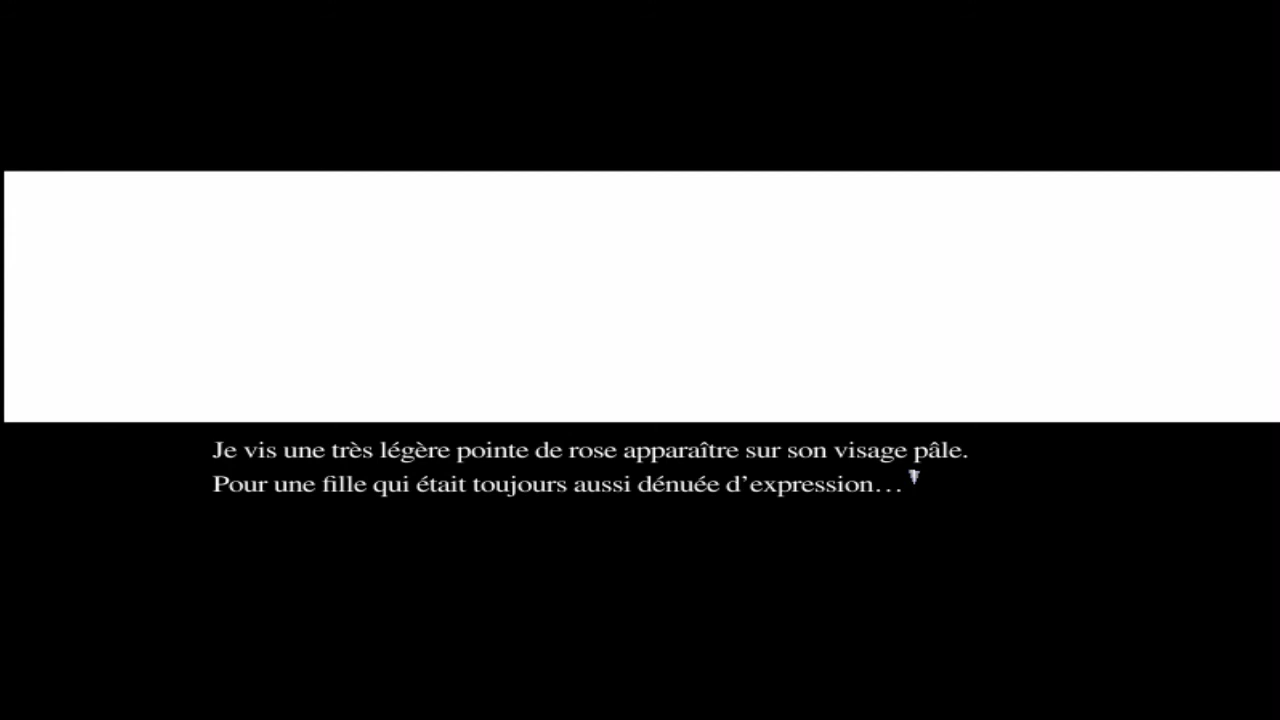 Je vis une très légère pointe de rose apparaître sur son visage pâle.
Pour une fille qui était toujours aussi dénuée d’expression…